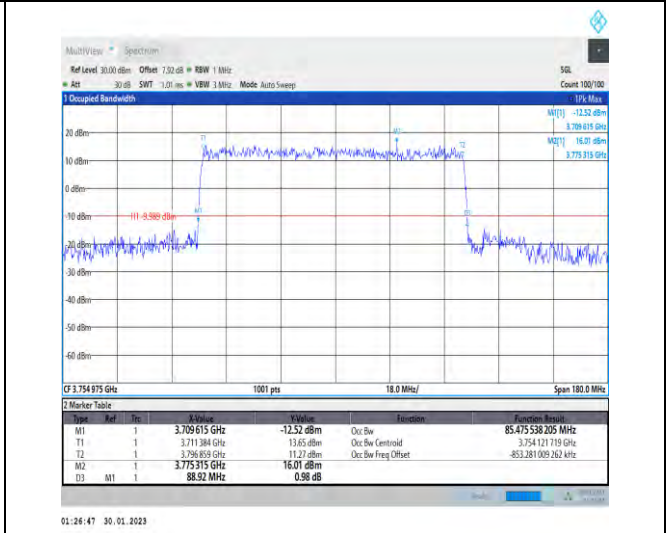 MultiView Spectrum
Ref Level 30.00 dBm Offset 7.92 dB RBW 1 MHz SGL
Att 30 dB SWT 1.01 ms VBW 3 MHz Mode Auto Sweep Count 100/100
1 Occupied Bandwidth 1Pk Max
M1[1] -12.52 dBm
3.709 615 GHz
M2[1] 16.01 dBm
3.775 315 GHz
20 dBm
T1
M2
T2
10 dBm
0 dBm
-10 dBm
H1 -9.989 dBm
M1
D3
-20 dBm
-30 dBm
-40 dBm
-50 dBm
-60 dBm
CF 3.754 975 GHz 1001 pts 18.0 MHz/ Span 180.0 MHz
2 Marker Table
Type Ref Trc X-Value Y-Value Function Function Result
M1 1 3.709 615 GHz -12.52 dBm Occ Bw 85.475 538 205 MHz
T1 1 3.711 384 GHz 13.65 dBm Occ Bw Centroid 3.754 121 719 GHz
T2 1 3.796 859 GHz 11.27 dBm Occ Bw Freq Offset -853.281 009 262 kHz
M2 1 3.775 315 GHz 16.01 dBm
D3 M1 1 88.92 MHz 0.98 dB
01:26:47 30.01.2023